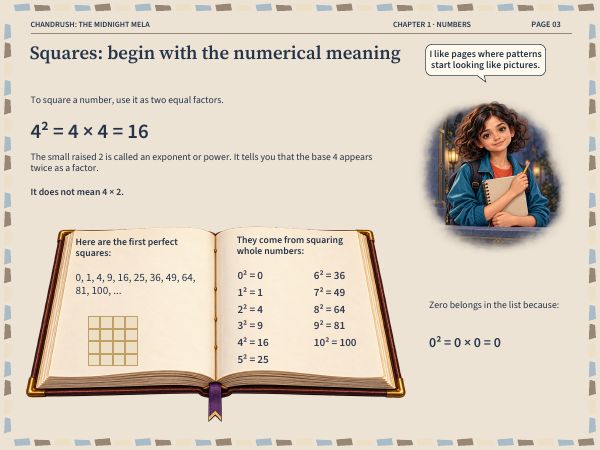 CHANDRUSH: THE MIDNIGHT MELA
CHAPTER 1 · NUMBERS
PAGE 03
Squares: begin with the numerical meaning
I like pages where patterns
start looking like pictures.
To square a number, use it as two equal factors.
4² = 4 × 4 = 16
The small raised 2 is called an exponent or power. It tells you that the base 4 appears
twice as a factor.
It does not mean 4 × 2.
Here are the first perfect
squares:
0, 1, 4, 9, 16, 25, 36, 49, 64,
81, 100, ...
They come from squaring
whole numbers:
0² = 0
1² = 1
2² = 4
3² = 9
4² = 16
5² = 25
6² = 36
7² = 49
8² = 64
9² = 81
10² = 100
Zero belongs in the list because:
0² = 0 × 0 = 0